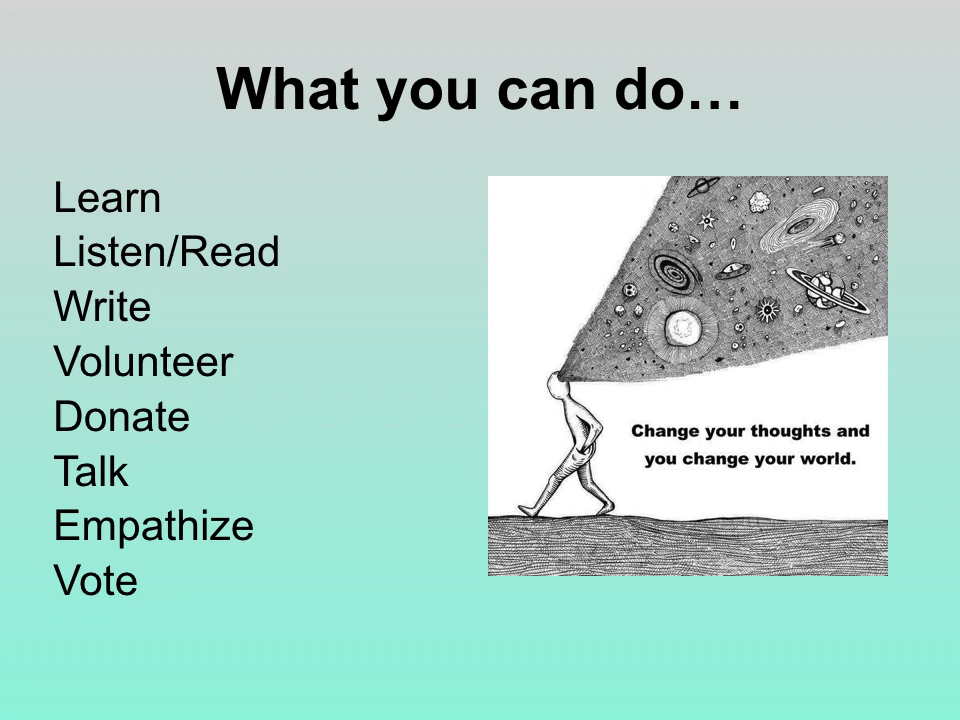 What you can do…
Learn
Listen/Read
Write
Volunteer
Donate
Talk
Empathize
Vote
Change your thoughts and
you change your world.